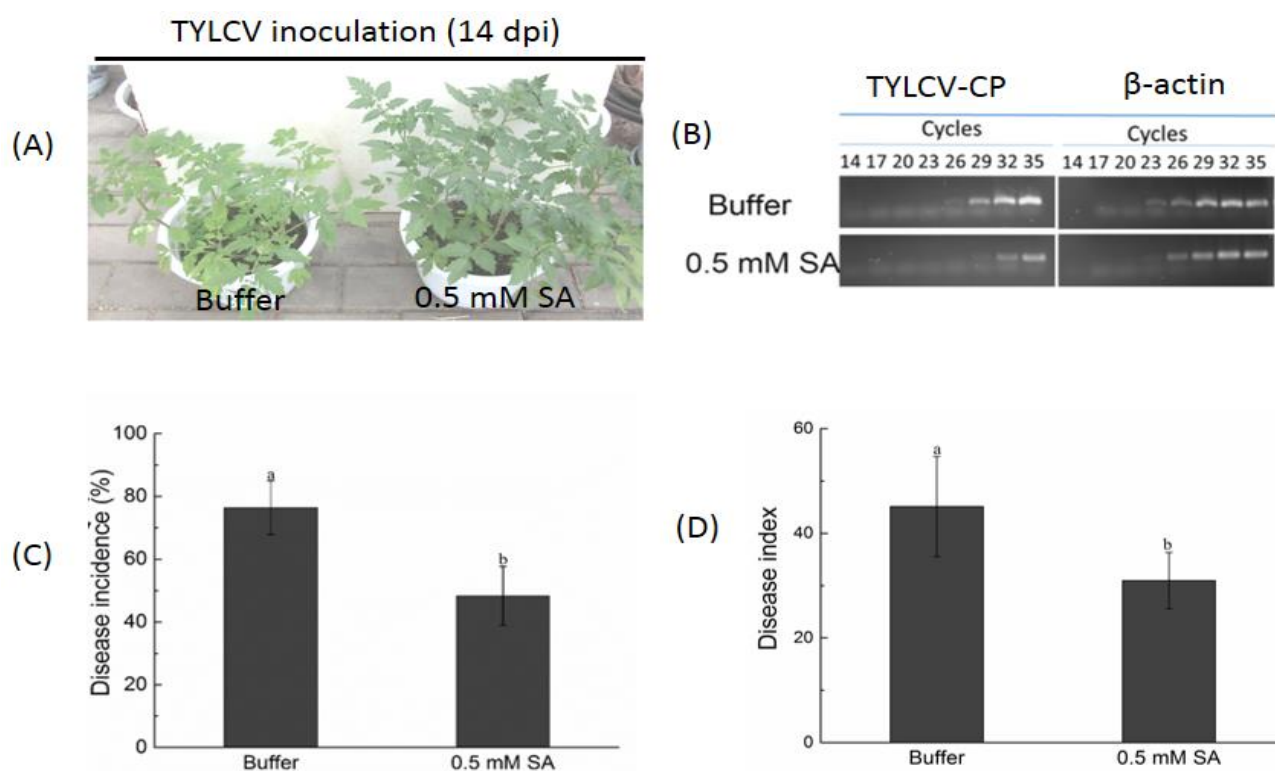 TYLCV inoculation (14 dpi)
(A)
Buffer
0.5 mM SA
(B)
TYLCV-CP
β-actin
Cycles
Cycles
14 17 20 23 26 29 32 35
14 17 20 23 26 29 32 35
Buffer
0.5 mM SA
(C)
Disease incidence (%)
100
80
60
40
20
0
a
b
Buffer
0.5 mM SA
(D)
Disease index
60
40
20
0
a
b
Buffer
0.5 mM SA